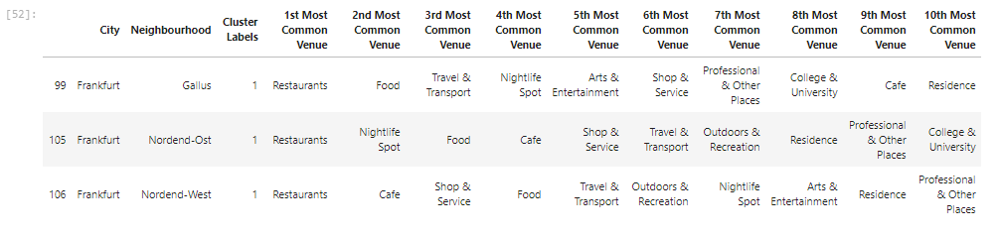 [52]:
City Neighbourhood Cluster Labels 1st Most Common Venue 2nd Most Common Venue 3rd Most Common Venue 4th Most Common Venue 5th Most Common Venue 6th Most Common Venue 7th Most Common Venue 8th Most Common Venue 9th Most Common Venue 10th Most Common Venue
99 Frankfurt Gallus 1 Restaurants Food Travel & Transport Nightlife Spot Arts & Entertainment Shop & Service Professional & Other Places College & University Cafe Residence
105 Frankfurt Nordend-Ost 1 Restaurants Nightlife Spot Food Cafe Shop & Service Travel & Transport Outdoors & Recreation Residence Professional & Other Places College & University
106 Frankfurt Nordend-West 1 Restaurants Cafe Shop & Service Food Travel & Transport Outdoors & Recreation Nightlife Spot Arts & Entertainment Residence Professional & Other Places